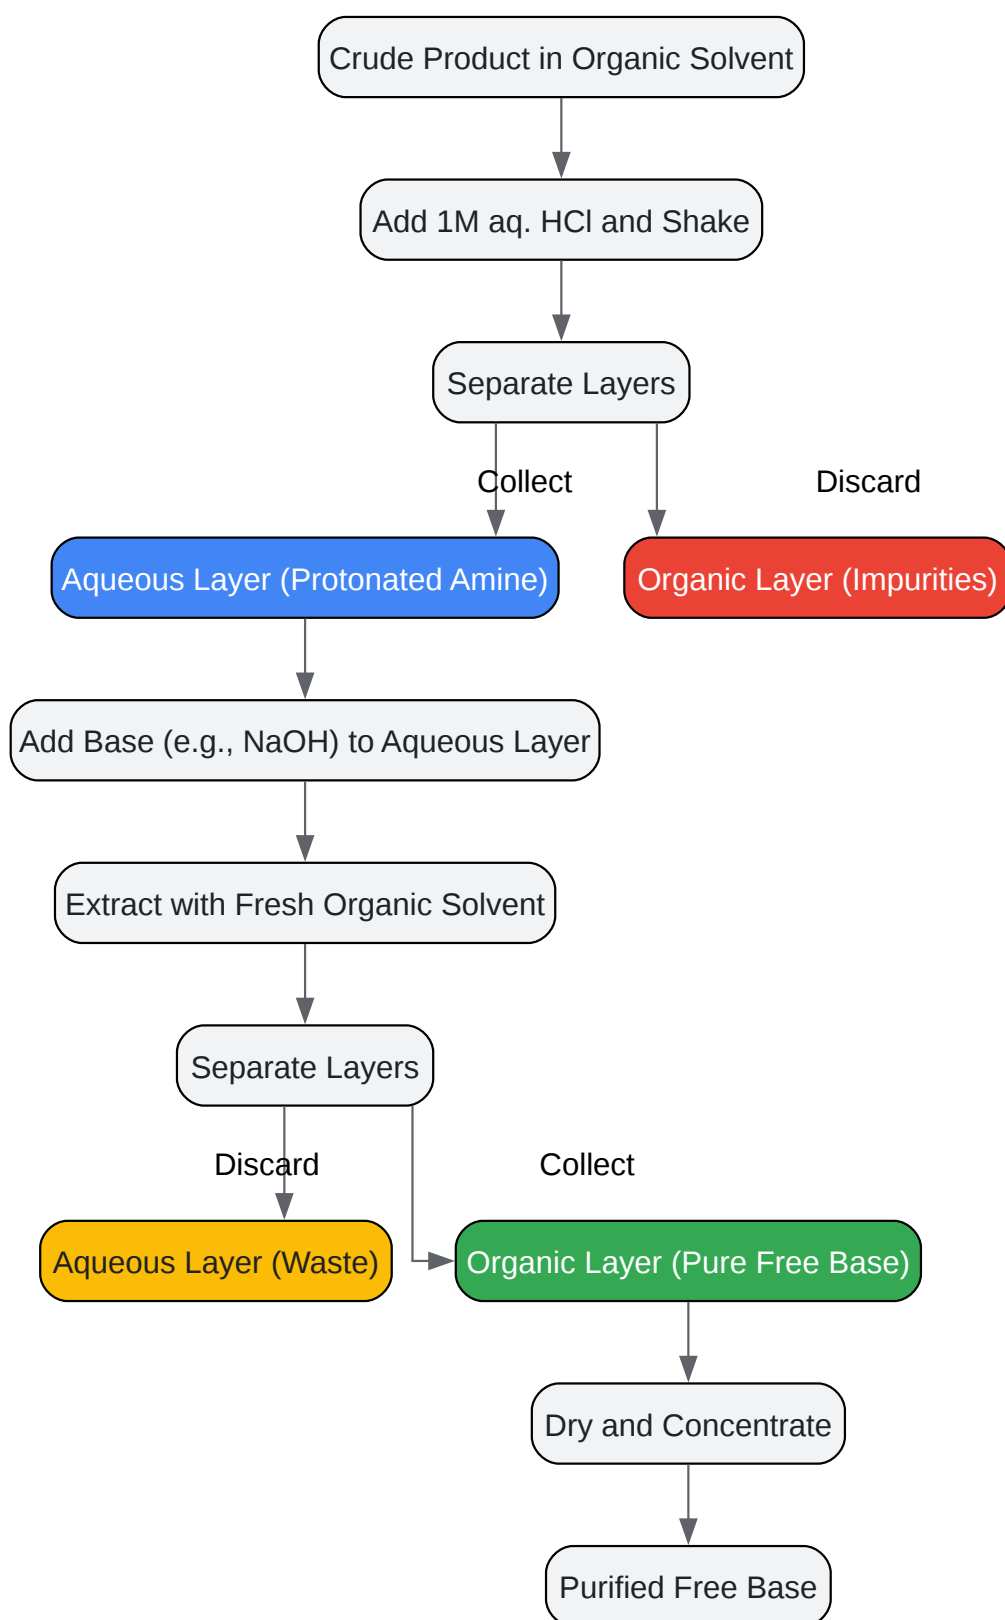 Crude Product in Organic Solvent
Add 1M aq. HCl and Shake
Separate Layers
Collect
Discard
Aqueous Layer (Protonated Amine)
Organic Layer (Impurities)
Add Base (e.g., NaOH) to Aqueous Layer
Extract with Fresh Organic Solvent
Separate Layers
Discard
Collect
Aqueous Layer (Waste)
Organic Layer (Pure Free Base)
Dry and Concentrate
Purified Free Base